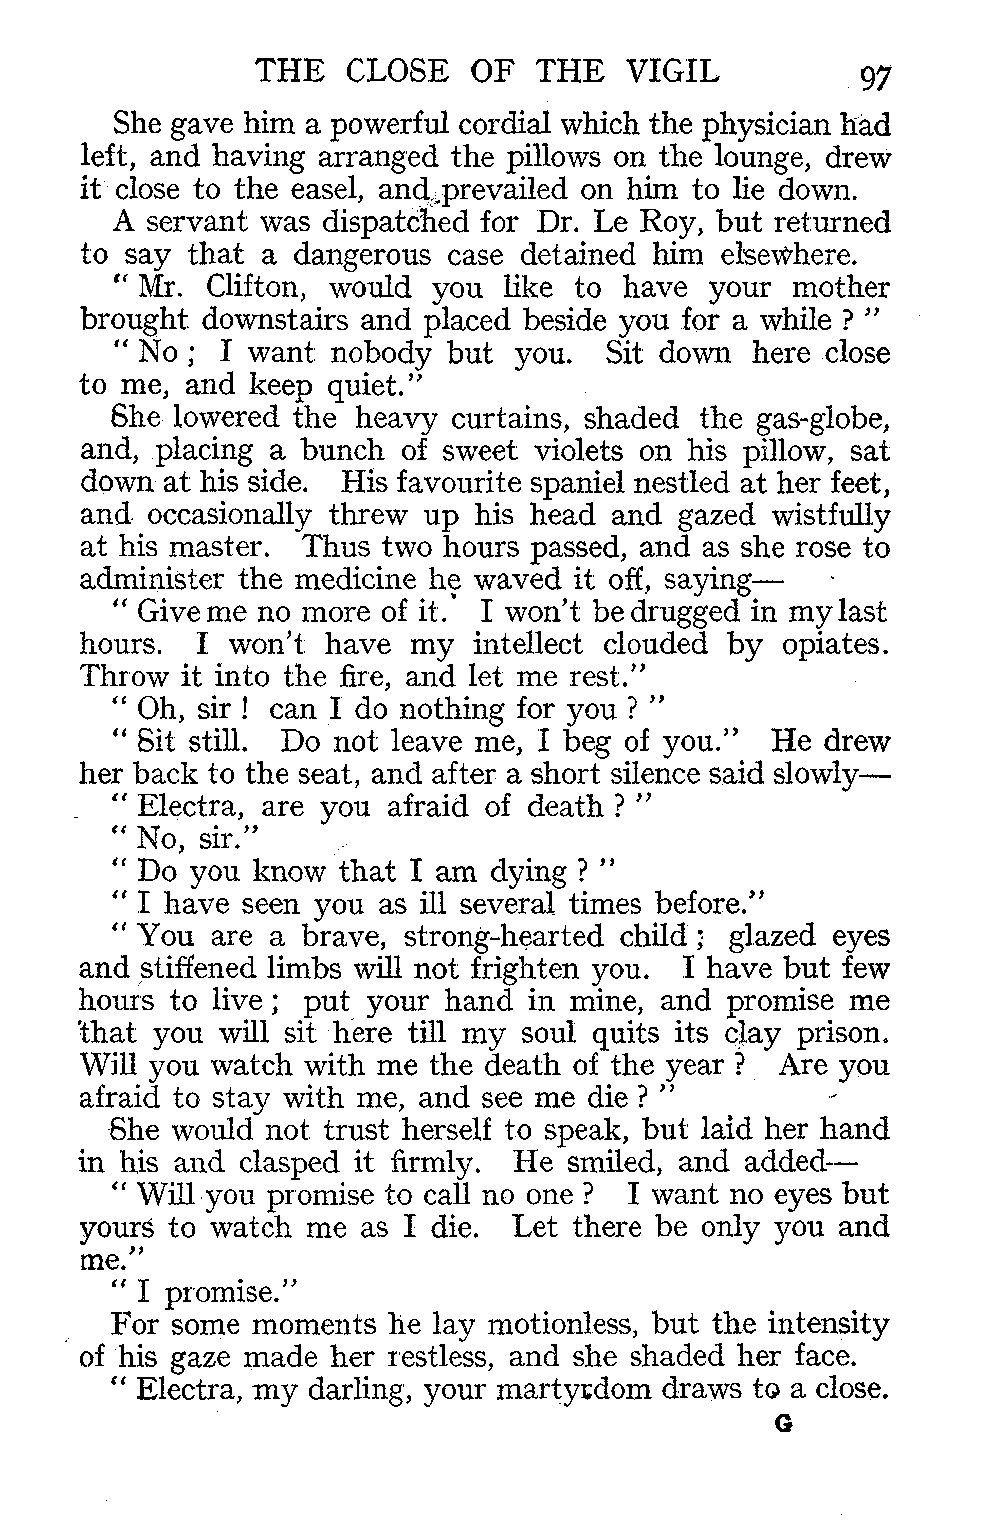 THE CLOSE OF THE VIGIL 97
She gave him a powerful cordial which the physician had
left, and having arranged the pillows on the lounge, drew
it close to the easel, and prevailed on him to lie down.
A servant was dispatched for Dr. Le Roy, but returned
to say that a dangerous case detained him elsewhere.
“ Mr. Clifton, would you like to have your mother
brought downstairs and placed beside you for a while ? ”
“ No ; I want nobody but you. Sit down here close
to me, and keep quiet.”
She lowered the heavy curtains, shaded the gas-globe,
and, placing a bunch of sweet violets on his pillow, sat
down at his side. His favourite spaniel nestled at her feet,
and occasionally threw up his head and gazed wistfully
at his master. Thus two hours passed, and as she rose to
administer the medicine he waved it off, saying—
“ Give me no more of it. I won’t be drugged in my last
hours. I won’t have my intellect clouded by opiates.
Throw it into the fire, and let me rest.”
“ Oh, sir ! can I do nothing for you ? ”
“ Sit still. Do not leave me, I beg of you.” He drew
her back to the seat, and after a short silence said slowly—
“ Electra, are you afraid of death ? ”
“ No, sir.”
“ Do you know that I am dying ? ”
“ I have seen you as ill several times before.”
“ You are a brave, strong-hearted child ; glazed eyes
and stiffened limbs will not frighten you. I have but few
hours to live ; put your hand in mine, and promise me
that you will sit here till my soul quits its clay prison.
Will you watch with me the death of the year ? Are you
afraid to stay with me, and see me die ? ”
She would not trust herself to speak, but laid her hand
in his and clasped it firmly. He smiled, and added—
“ Will you promise to call no one ? I want no eyes but
yours to watch me as I die. Let there be only you and
me.”
“ I promise.”
For some moments he lay motionless, but the intensity
of his gaze made her restless, and she shaded her face.
“ Electra, my darling, your martyrdom draws to a close.
G